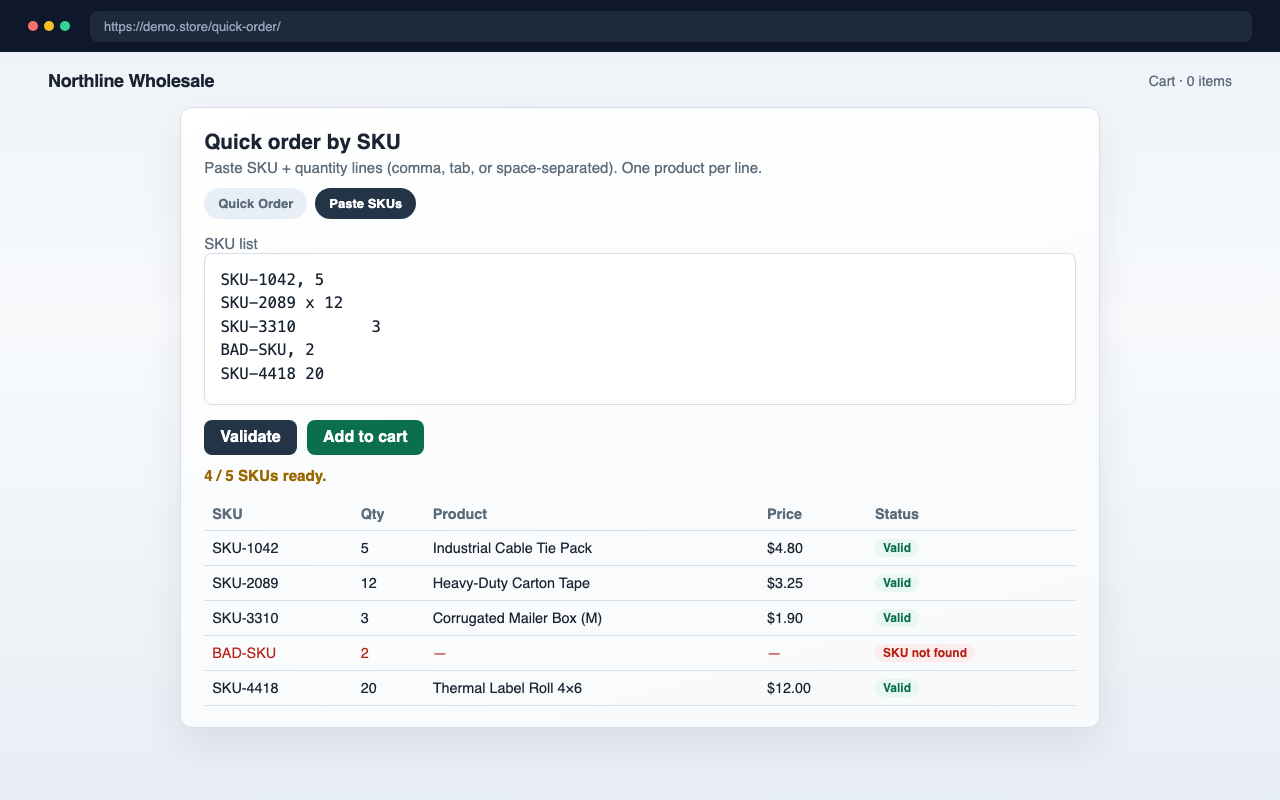 https://demo.store/quick-order/
Northline Wholesale
Cart · 0 items
Quick order by SKU
Paste SKU + quantity lines (comma, tab, or space-separated). One product per line.
Quick Order Paste SKUs
SKU list
SKU-1042, 5
SKU-2089 x 12
SKU-3310 3
BAD-SKU, 2
SKU-4418 20
Validate Add to cart
4 / 5 SKUs ready.
SKU Qty Product Price Status
SKU-1042 5 Industrial Cable Tie Pack $4.80 Valid
SKU-2089 12 Heavy-Duty Carton Tape $3.25 Valid
SKU-3310 3 Corrugated Mailer Box (M) $1.90 Valid
BAD-SKU 2 — — SKU not found
SKU-4418 20 Thermal Label Roll 4×6 $12.00 Valid